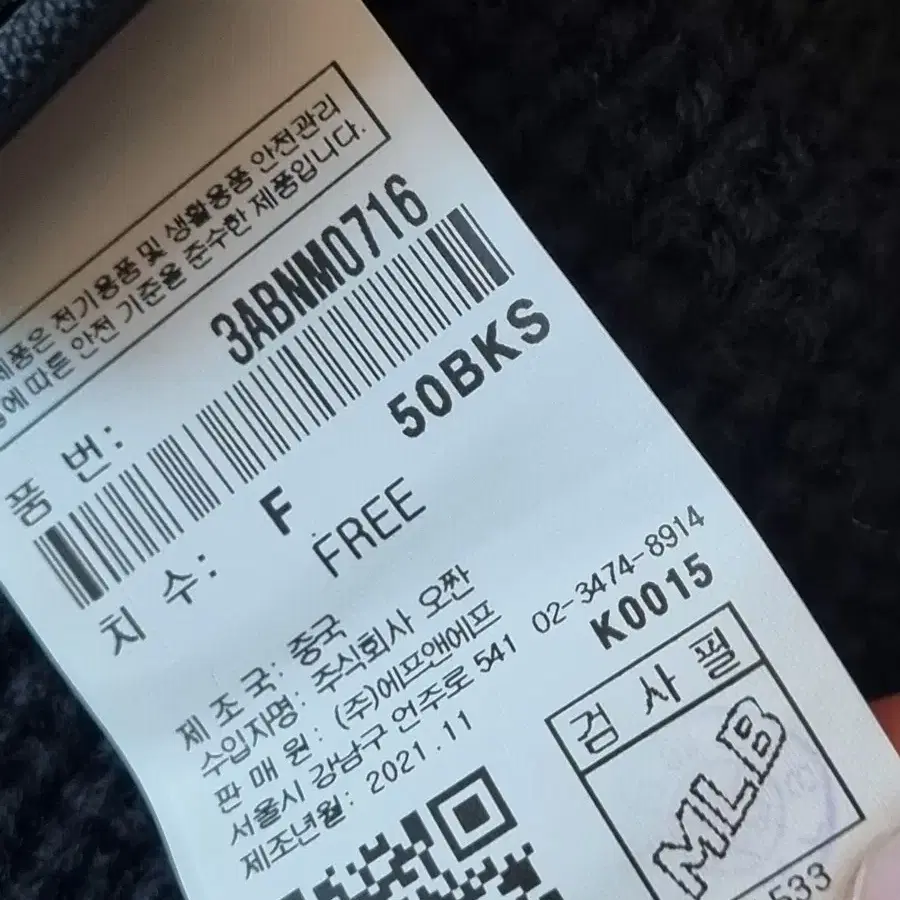 제품은 전기용품 및 생활용품 안전관리
에 따른 안전 기준을 준수한 제품입니다.
품 번: 3ABNM0716
50BKS
치 수: F
FREE
제 조 국: 중국
수입자명: 주식회사 오짠
판 매 원: (주)에프앤에프
서울시 강남구 언주로 541 02-3474-8914
제조년월: 2021.11
K0015
검 사 필
MLB
533